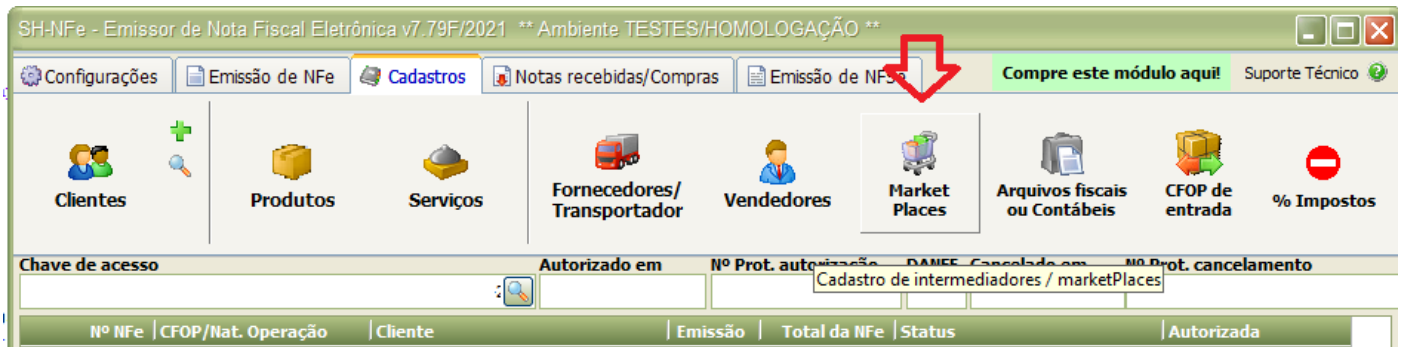 SH-NFe - Emissor de Nota Fiscal Eletrônica v7.79F/2021 ** Ambiente TESTES/HOMOLOGAÇÃO **
Configurações Emissão de NFe Cadastros Notas recebidas/Compras Emissão de NFSe Compre este módulo aqui! Suporte Técnico
Clientes Produtos Serviços Fornecedores/ Vendedores Market Arquivos fiscais CFOP de % Impostos
Transportador Places ou Contábeis entrada
Chave de acesso Autorizado em Nº Prot. autorização DANFE Cancelado em Nº Prot. cancelamento
Cadastro de intermediadores / marketPlaces
Nº NFe CFOP/Nat. Operação Cliente Emissão Total da NFe Status Autorizada